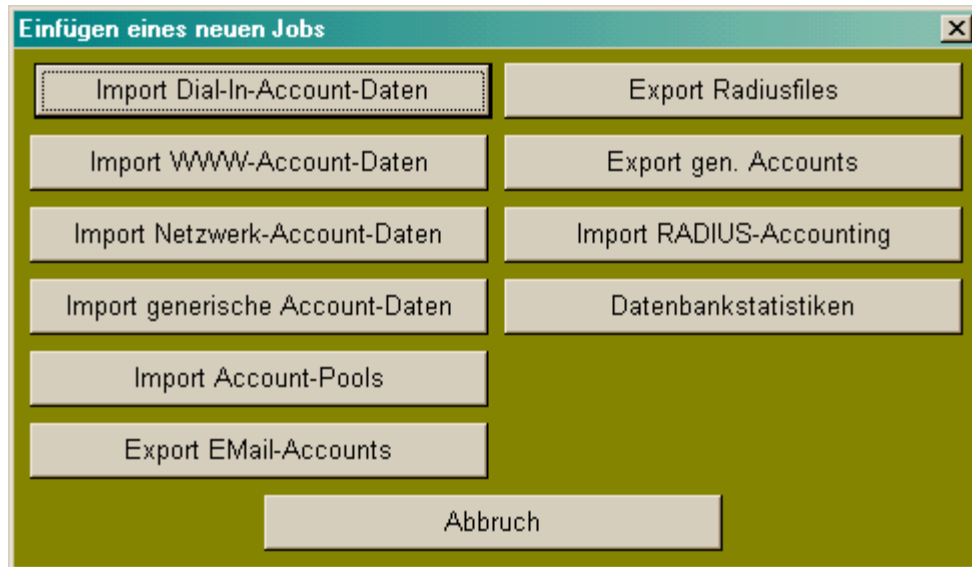 Einfügen eines neuen Jobs
Import Dial-In-Account-Daten
Export Radiusfiles
Import WWW-Account-Daten
Export gen. Accounts
Import Netzwerk-Account-Daten
Import RADIUS-Accounting
Import generische Account-Daten
Datenbankstatistiken
Import Account-Pools
Export EMail-Accounts
Abbruch